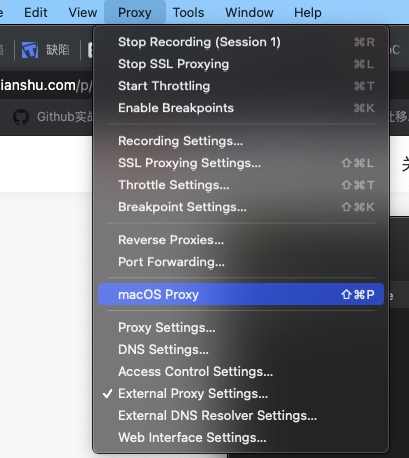 e Edit View Proxy Tools Window Help
缺陷
ianshu.com/p/
Github实战
Stop Recording (Session 1) ⌘R
Stop SSL Proxying ⌘L
Start Throttling ⌘T
Enable Breakpoints ⌘K
Recording Settings...
SSL Proxying Settings... ⇧⌘L
Throttle Settings... ⇧⌘T
Breakpoint Settings... ⇧⌘K
Reverse Proxies...
Port Forwarding...
macOS Proxy ⇧⌘P
Proxy Settings...
DNS Settings...
Access Control Settings...
✓ External Proxy Settings...
External DNS Resolver Settings...
Web Interface Settings...